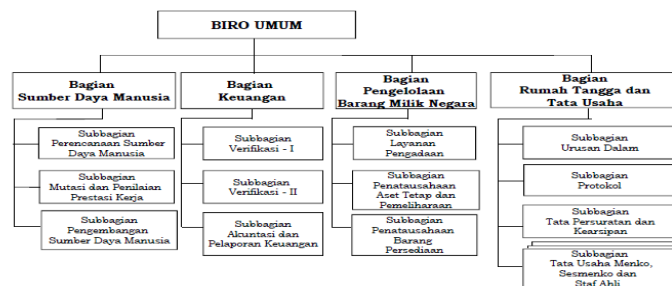 BIRO UMUM
Bagian
Sumber Daya Manusia
Subbagian
Perencanaan Sumber
Daya Manusia
Subbagian
Mutasi dan Penilaian
Prestasi Kerja
Subbagian
Pengembangan
Sumber Daya Manusia
Bagian
Keuangan
Subbagian
Verifikasi - I
Subbagian
Verifikasi - II
Subbagian
Akuntasi dan
Pelaporan Keuangan
Bagian
Pengelolaan
Barang Milik Negara
Subbagian
Layanan
Pengadaan
Subbagian
Penatausahaan
Aset Tetap dan
Pemeliharaan
Subbagian
Penatausahaan
Barang
Persediaan
Bagian
Rumah Tangga dan
Tata Usaha
Subbagian
Urusan Dalam
Subbagian
Protokol
Subbagian
Tata Persuratan dan
Kearsipan
Subbagian
Tata Usaha Menko,
Sesmenko dan
Staf Ahli